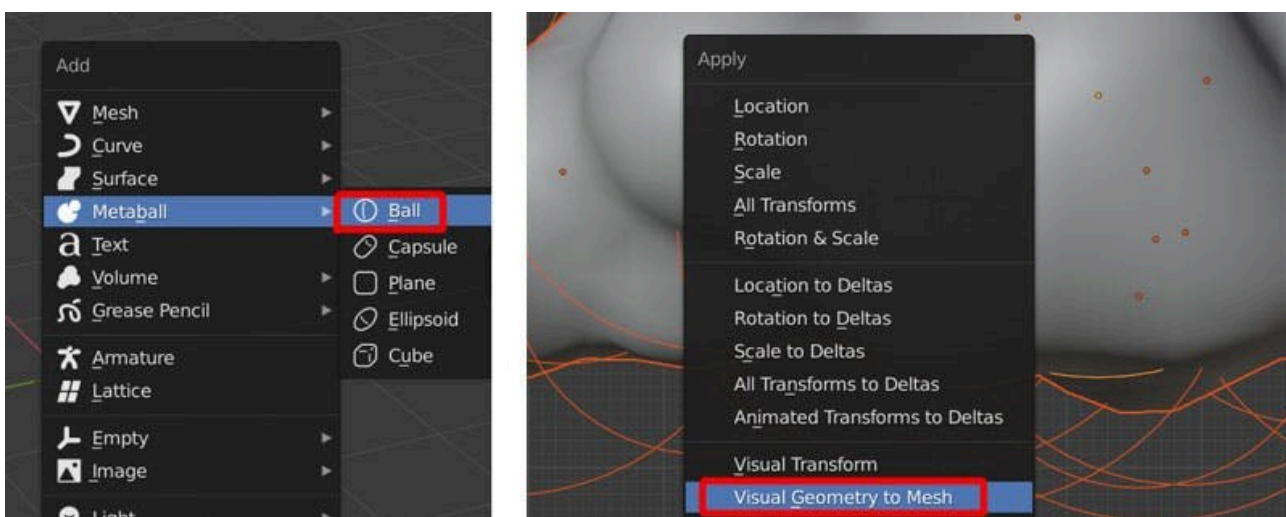 Add
Mesh
Curve
Surface
Metaball
Text
Volume
Grease Pencil
Armature
Lattice
Empty
Image
Light
Ball
Capsule
Plane
Ellipsoid
Cube
Apply
Location
Rotation
Scale
All Transforms
Rotation & Scale
Location to Deltas
Rotation to Deltas
Scale to Deltas
All Transforms to Deltas
Animated Transforms to Deltas
Visual Transform
Visual Geometry to Mesh